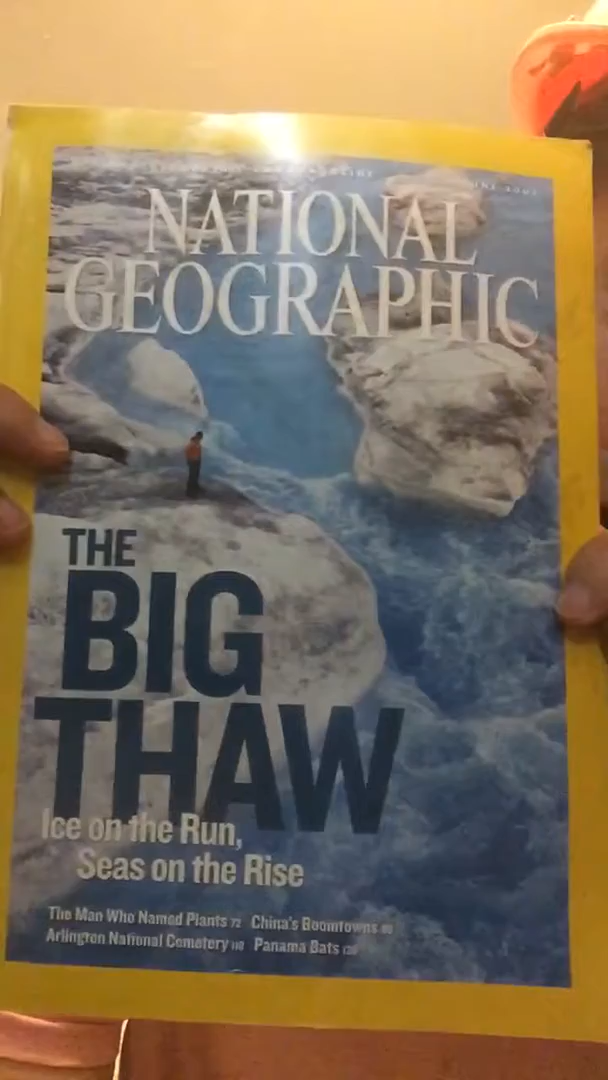 NATIONAL
GEOGRAPHIC
THE
BIG
THAW
Ice on the Run,
Seas on the Rise
The Man Who Named Plants 72 China's Boomtowns
Arlington National Cemetery 110 Panama Bats